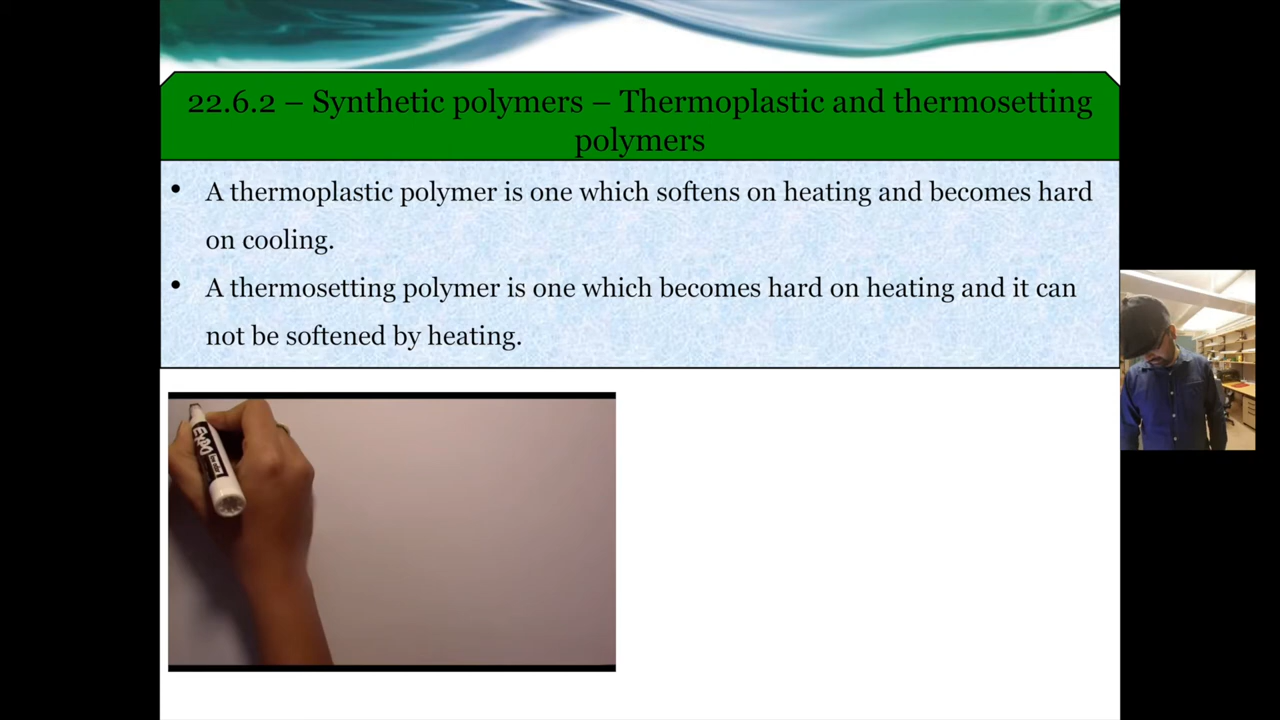 22.6.2 – Synthetic polymers – Thermoplastic and thermosetting
polymers
• A thermoplastic polymer is one which softens on heating and becomes hard
on cooling.
• A thermosetting polymer is one which becomes hard on heating and it can
not be softened by heating.
EXPO